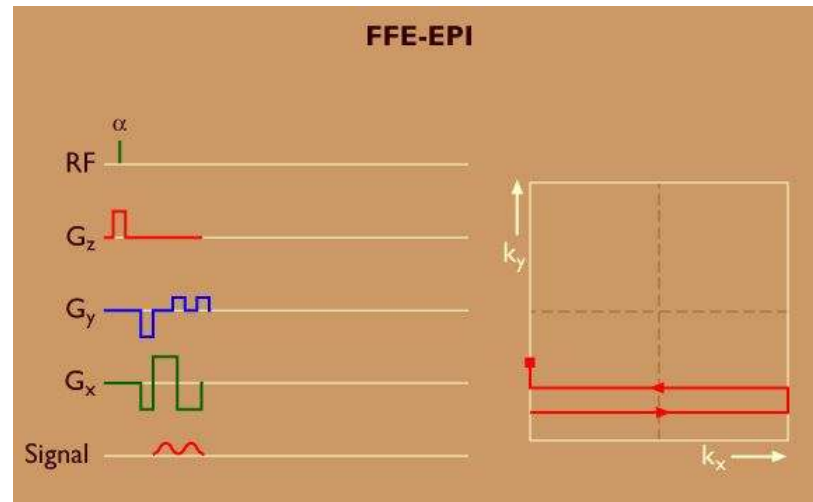 FFE-EPI
α
RF
Gz
Gy
Gx
Signal
ky
kx